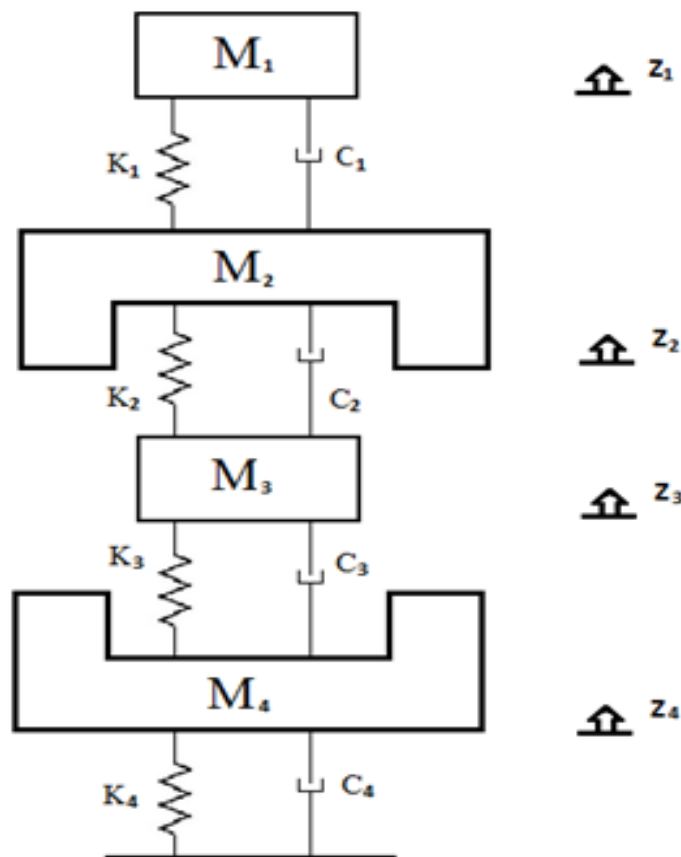 M₁
z₁
K₁ C₁
M₂
z₂
K₂ C₂
M₃
z₃
K₃ C₃
M₄
z₄
K₄ C₄